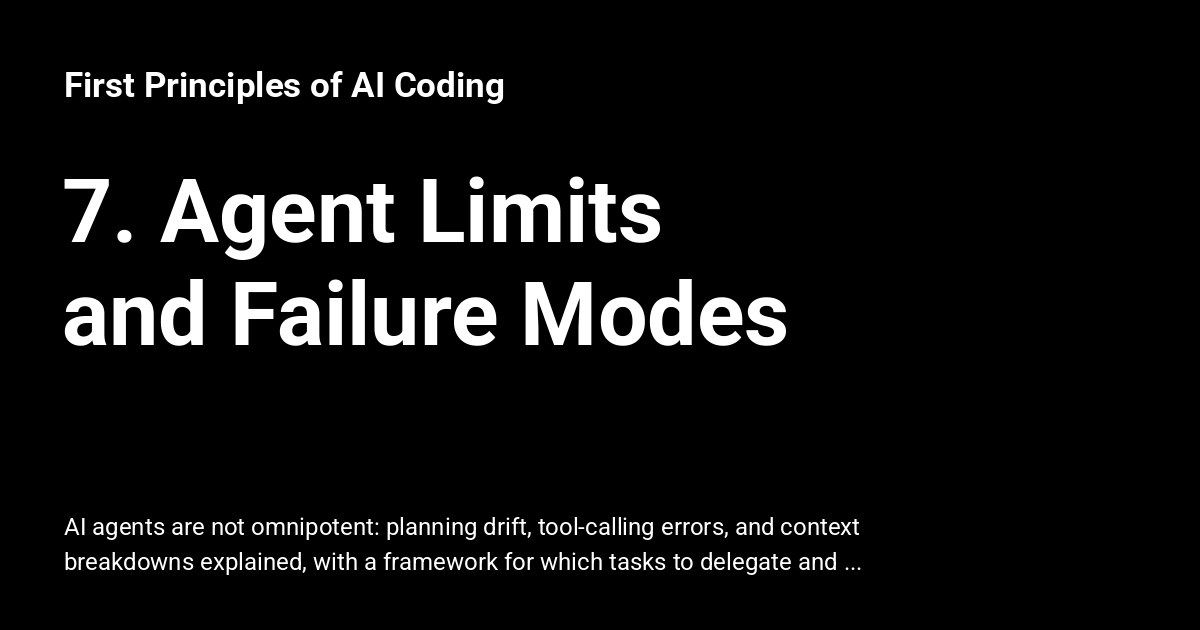 First Principles of AI Coding
7. Agent Limits
and Failure Modes
AI agents are not omnipotent: planning drift, tool-calling errors, and context
breakdowns explained, with a framework for which tasks to delegate and ...